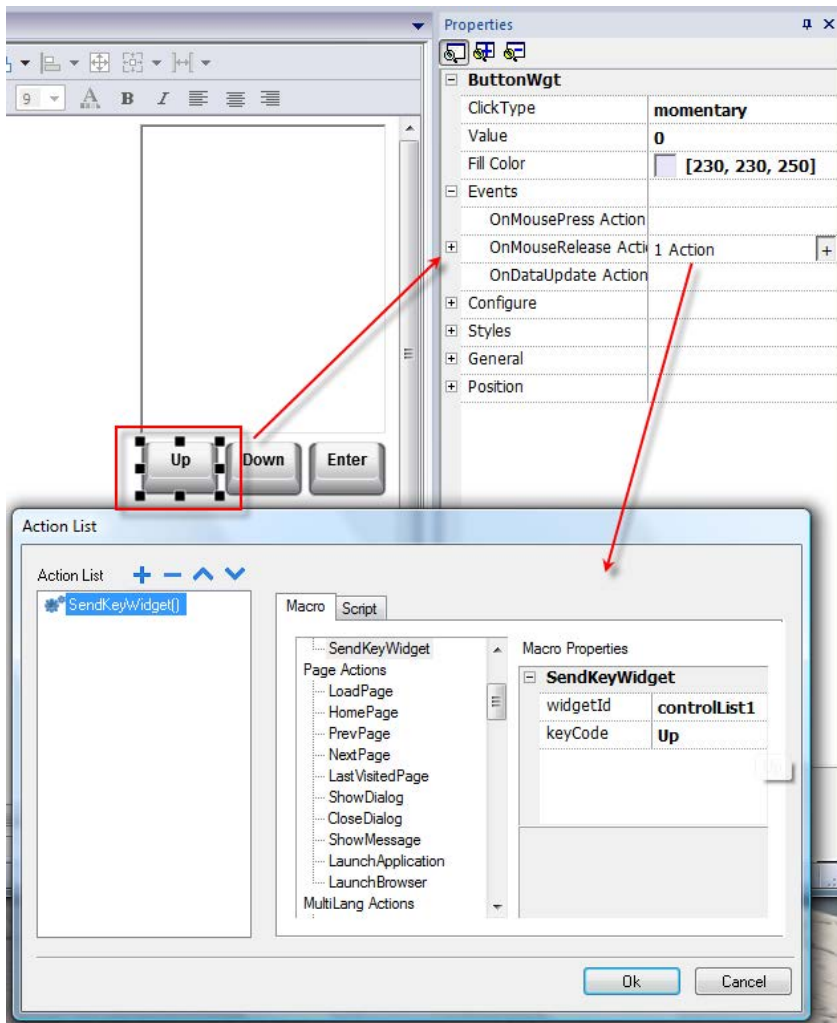 Properties
9 A B I
ButtonWgt
ClickType momentary
Value 0
Fill Color [230, 230, 250]
Events
OnMousePress Action
OnMouseRelease Acti 1 Action +
OnDataUpdate Action
Configure
Styles
General
Position
Up Down Enter
Action List
Action List
SendKeyWidget()
Macro Script
SendKeyWidget
Page Actions
LoadPage
HomePage
PrevPage
NextPage
LastVisitedPage
ShowDialog
CloseDialog
ShowMessage
LaunchApplication
LaunchBrowser
MultiLang Actions
Macro Properties
SendKeyWidget
widgetId controlList1
keyCode Up
Up
Ok Cancel